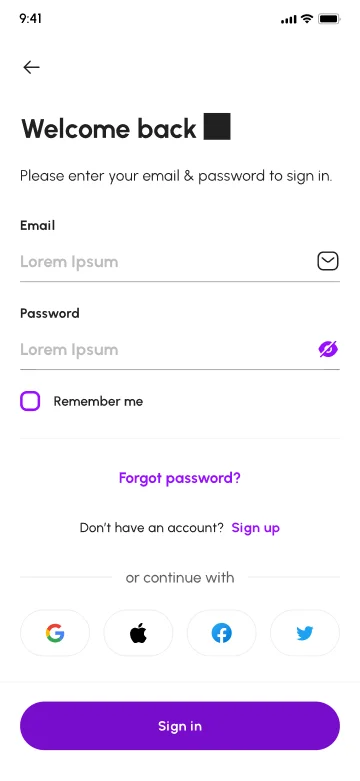 9:41
Welcome back
Please enter your email & password to sign in.
Email
Lorem Ipsum
Password
Lorem Ipsum
Remember me
Forgot password?
Don't have an account? Sign up
or continue with
Sign in